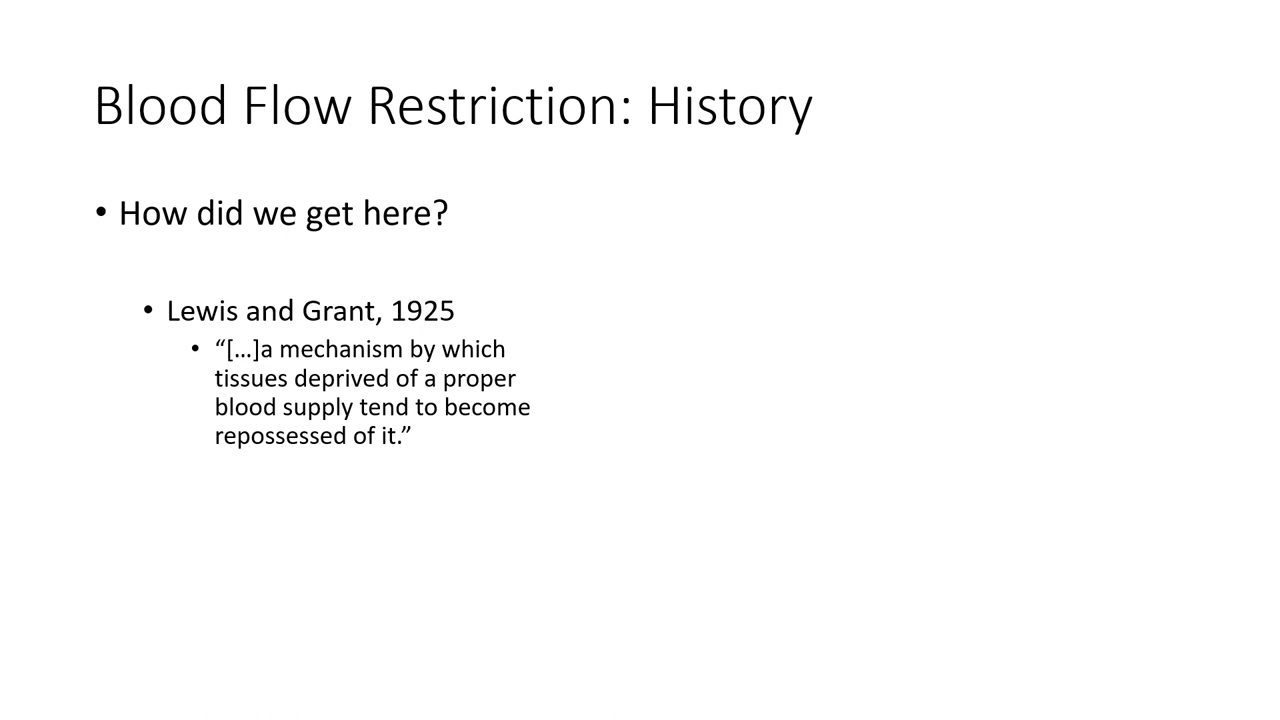 Blood Flow Restriction: History
• How did we get here?
• Lewis and Grant, 1925
• “[…]a mechanism by which
tissues deprived of a proper
blood supply tend to become
repossessed of it.”